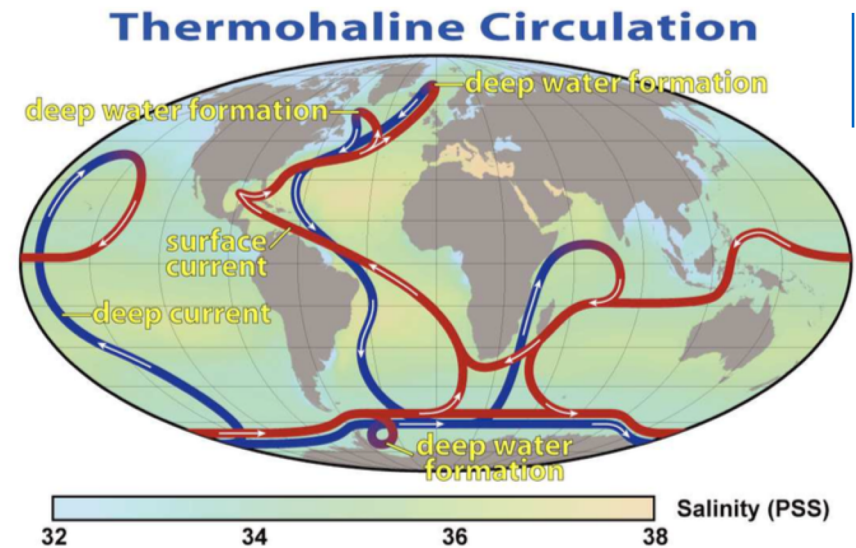 Thermohaline Circulation
deep water formation
deep water formation
surface
current
deep current
deep water
formation
Salinity (PSS)
32 34 36 38